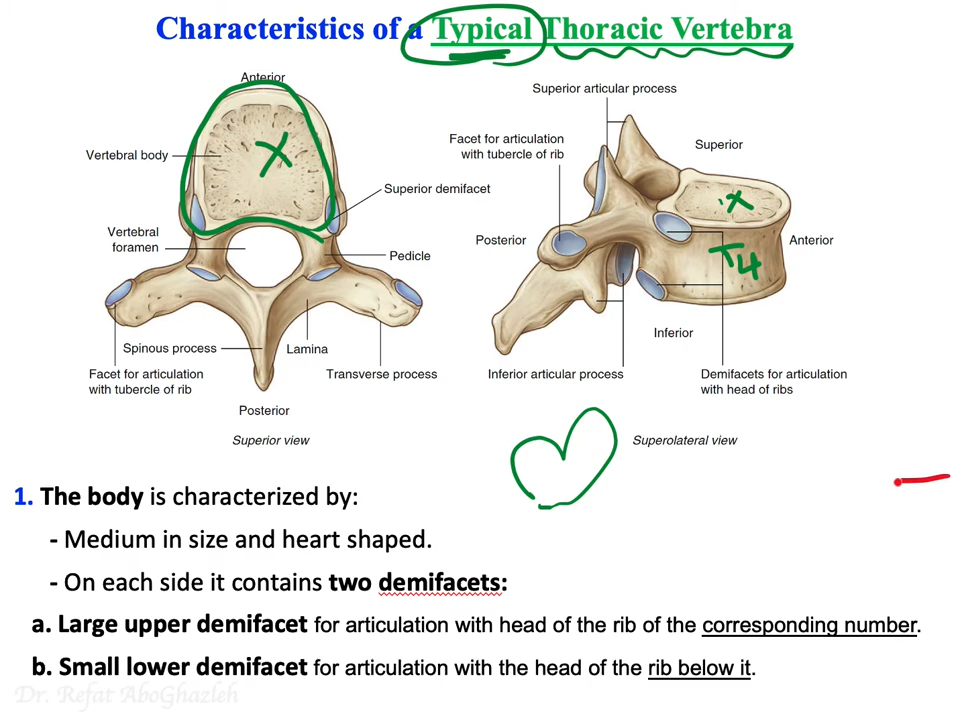 Characteristics of a Typical Thoracic Vertebra
Anterior
Vertebral body
Superior demifacet
Vertebral
foramen
Pedicle
Spinous process
Lamina
Facet for articulation
with tubercle of rib
Transverse process
Posterior
Superior view
Superior articular process
Facet for articulation
with tubercle of rib
Superior
Posterior
Anterior
Inferior
Inferior articular process
Demifacets for articulation
with head of ribs
Superolateral view
X
X
T4
1. The body is characterized by:
- Medium in size and heart shaped.
- On each side it contains two demifacets:
a. Large upper demifacet for articulation with head of the rib of the corresponding number.
b. Small lower demifacet for articulation with the head of the rib below it.
Dr. Refat AboGhazleh